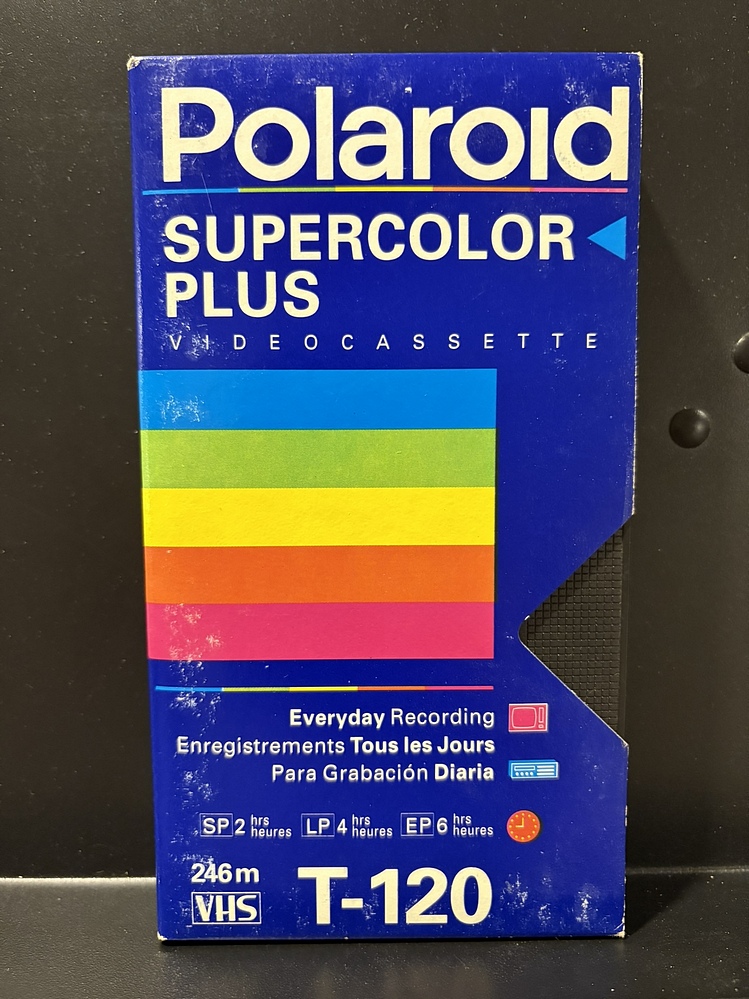 Polaroid
SUPERCOLOR
PLUS
VIDEOCASSETTE
Everyday Recording
Enregistrements Tous les Jours
Para Grabación Diaria
SP 2 hrs heures LP 4 hrs heures EP 6 hrs heures
246m
VHS T-120